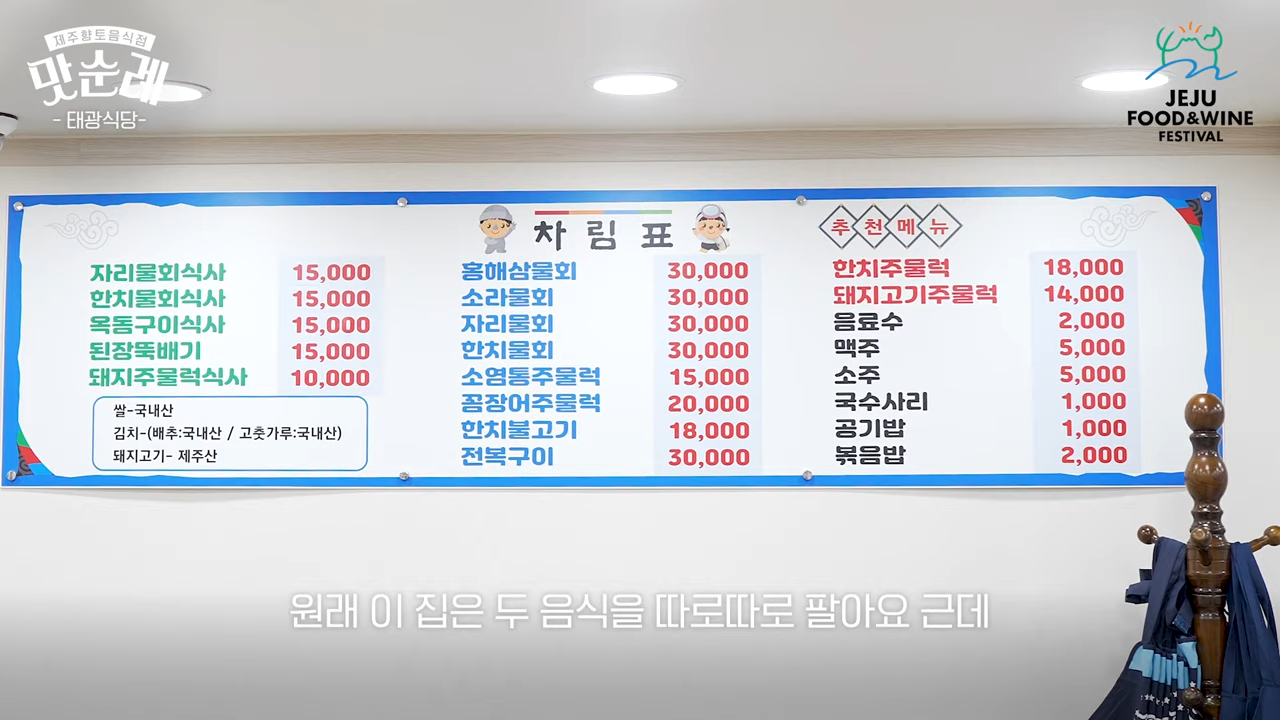 제주향토음식점
맛순례
- 태광식당-
JEJU
FOOD&WINE
FESTIVAL
차림표
추천메뉴
자리물회식사 15,000
한치물회식사 15,000
옥돔구이식사 15,000
된장뚝배기 15,000
돼지주물럭식사 10,000
쌀-국내산
김치-(배추:국내산 / 고춧가루:국내산)
돼지고기- 제주산
홍해삼물회 30,000
소라물회 30,000
자리물회 30,000
한치물회 30,000
소염통주물럭 15,000
꼼장어주물럭 20,000
한치불고기 18,000
전복구이 30,000
한치주물럭 18,000
돼지고기주물럭 14,000
음료수 2,000
맥주 5,000
소주 5,000
국수사리 1,000
공기밥 1,000
볶음밥 2,000
원래 이 집은 두 음식을 따로따로 팔아요 근데